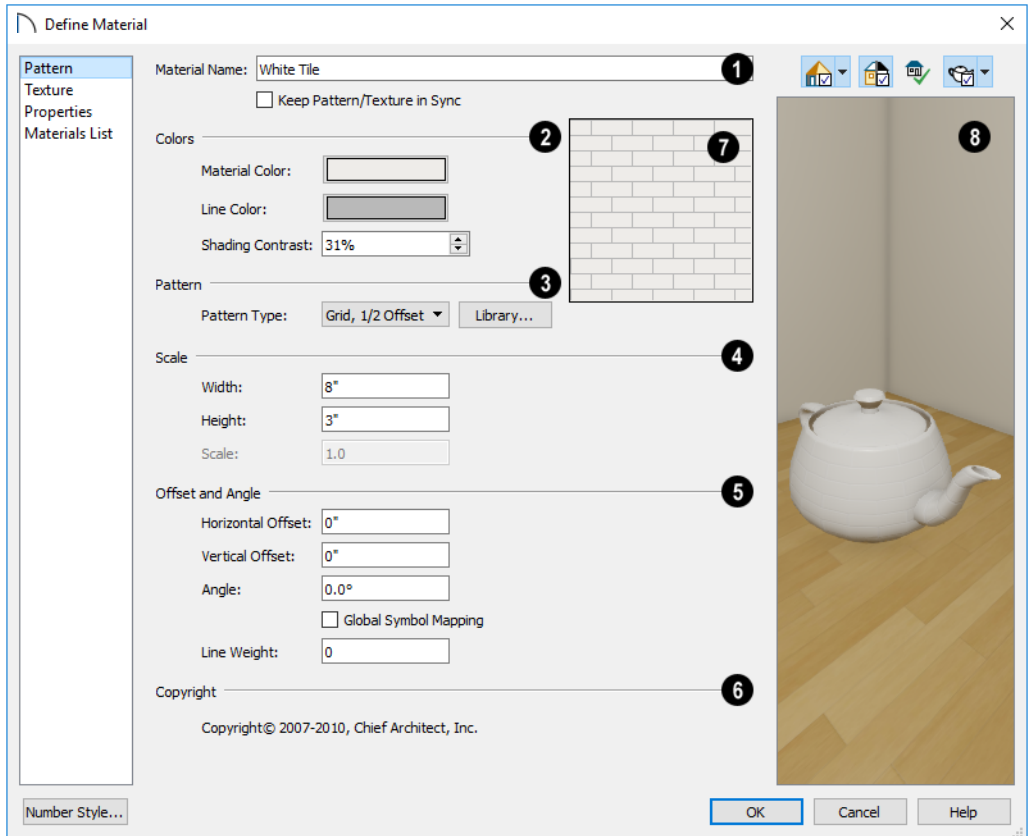 Define Material
Pattern
Texture
Properties
Materials List
Material Name: White Tile 1
Keep Pattern/Texture in Sync
Colors 2
Material Color:
Line Color:
Shading Contrast: 31%
7
Pattern 3
Pattern Type: Grid, 1/2 Offset Library...
Scale 4
Width: 8"
Height: 3"
Scale: 1.0
Offset and Angle 5
Horizontal Offset: 0"
Vertical Offset: 0"
Angle: 0.0°
Global Symbol Mapping
Line Weight: 0
Copyright 6
Copyright© 2007-2010, Chief Architect, Inc.
8
Number Style... OK Cancel Help